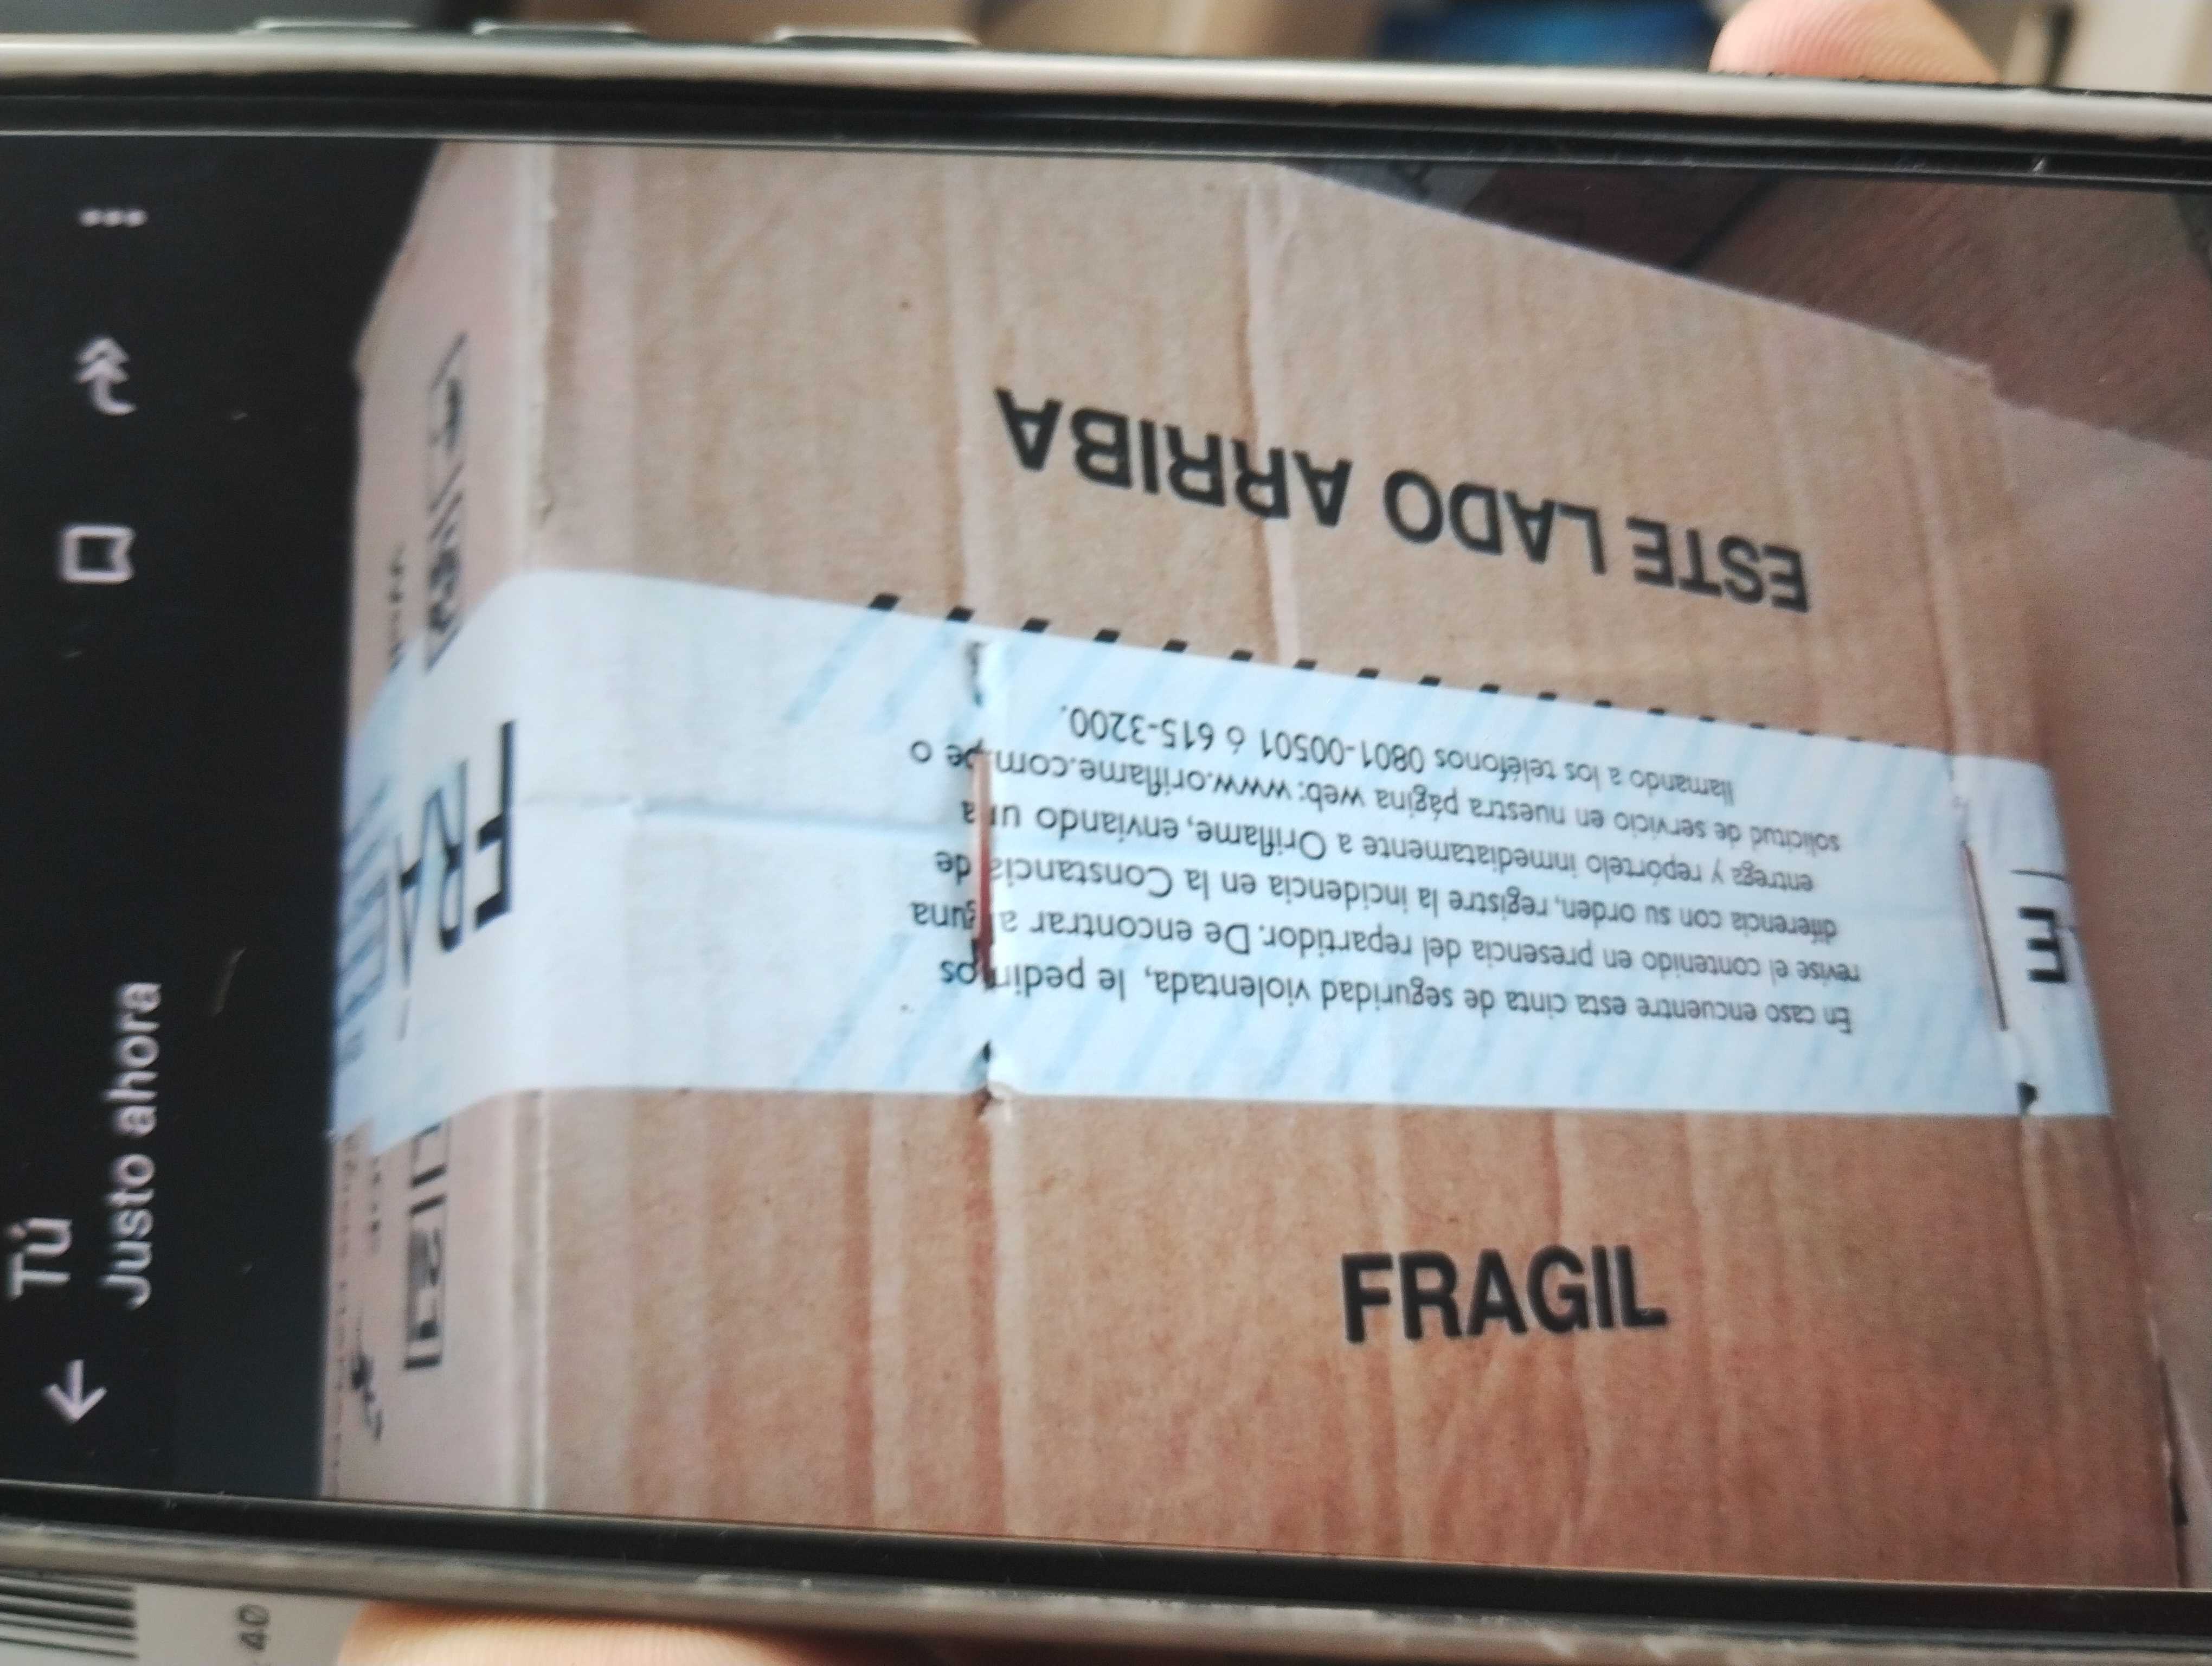 Tú
Justo ahora
ESTE LADO ARRIBA
En caso encuentre esta cinta de seguridad violentada, le pedimos
revise el contenido en presencia del repartidor. De encontrar alguna
diferencia con su orden, registre la incidencia en la Constancia de
entrega y repórtelo inmediatamente a Oriflame, enviando una
solicitud de servicio en nuestra página web: www.oriflame.com.pe o
llamando a los teléfonos 0801-00501 ó 615-3200.
FRAGIL
FRA
E
40